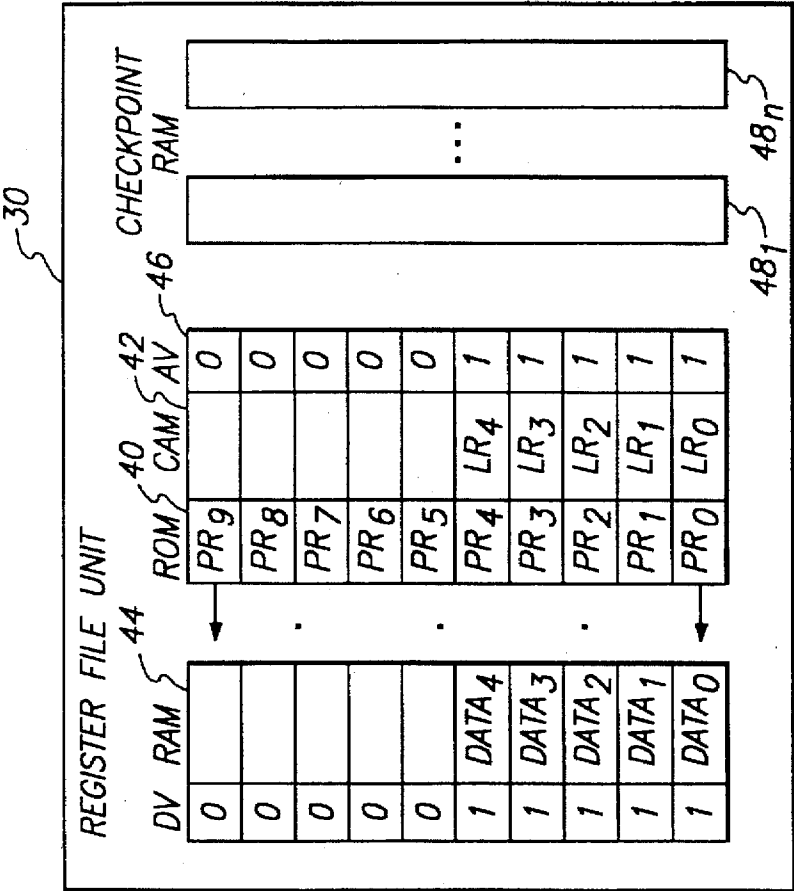 30
REGISTER FILE UNIT
CHECKPOINT
RAM
44 40 42 46
DV RAM ROM CAM AV
0 PR9 0
0 PR8 0
0 PR7 0
0 PR6 0
0 PR5 0
1 DATA4 PR4 LR4 1
1 DATA3 PR3 LR3 1
1 DATA2 PR2 LR2 1
1 DATA1 PR1 LR1 1
1 DATA0 PR0 LR0 1
481 48n